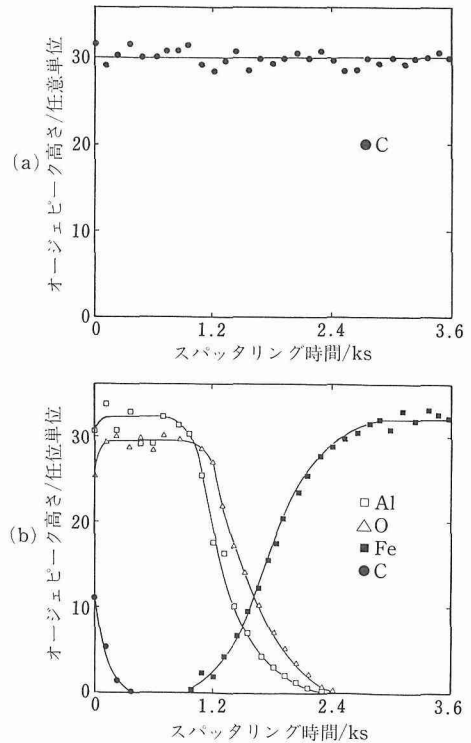 (a)
オージェピーク高さ/任意単位
30
20
10
0
C
0 1.2 2.4 3.6
スパッタリング時間/ks
(b)
オージェピーク高さ/任位単位
30
20
10
0
Al
O
Fe
C
0 1.2 2.4 3.6
スパッタリング時間/ks